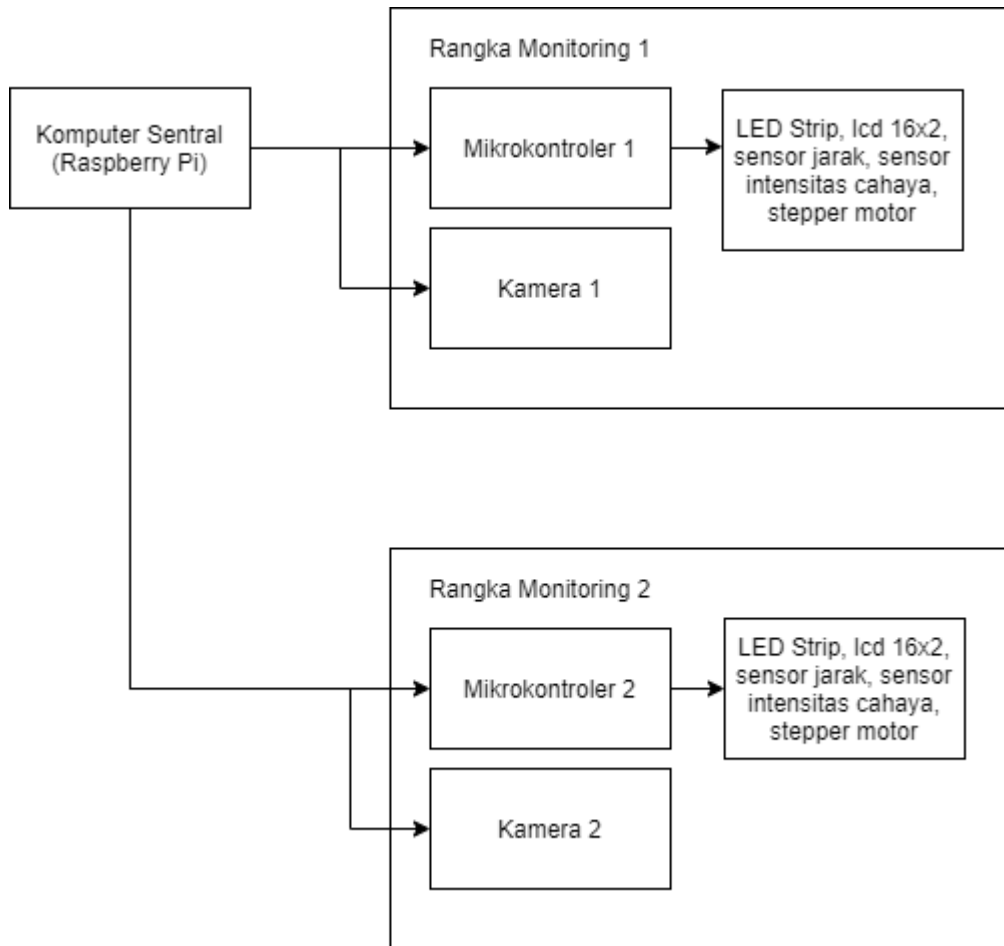 Rangka Monitoring 1
Komputer Sentral
(Raspberry Pi)
Mikrokontroler 1
LED Strip, lcd 16x2,
sensor jarak, sensor
intensitas cahaya,
stepper motor
Kamera 1
Rangka Monitoring 2
Mikrokontroler 2
LED Strip, lcd 16x2,
sensor jarak, sensor
intensitas cahaya,
stepper motor
Kamera 2